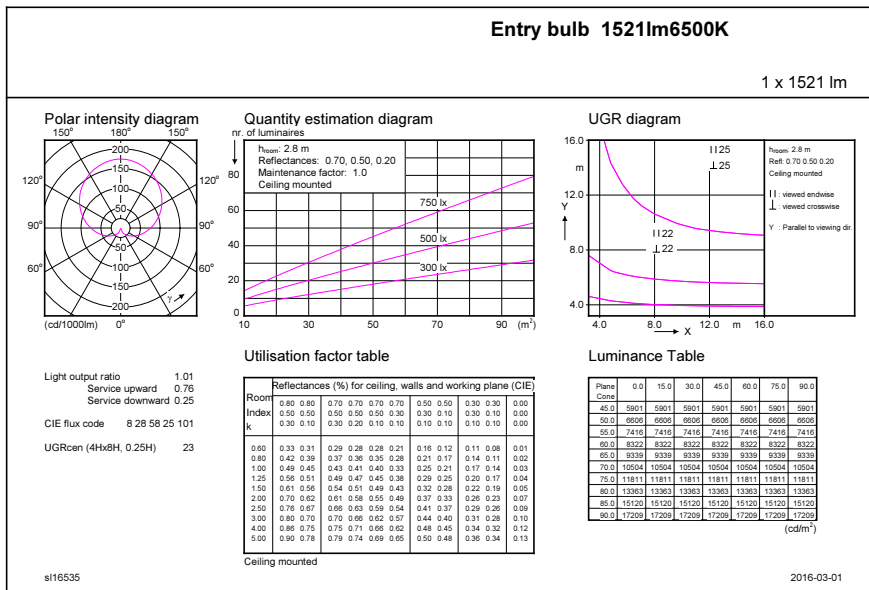 Entry bulb 1521lm6500K
1 x 1521 lm
Polar intensity diagram
150° 180° 150°
120° 120°
90° 90°
60° 60°
200
150
100
50
50
100
150
200
γ
(cd/1000lm) 0°
Quantity estimation diagram
nr. of luminaires
hroom: 2.8 m
Reflectances: 0.70, 0.50, 0.20
Maintenance factor: 1.0
Ceiling mounted
80
60
40
20
0
750 lx
500 lx
300 lx
10 30 50 70 90 (m²)
UGR diagram
16.0
m
12.0
Y
8.0
4.0
|| 25
⊥ 25
|| 22
⊥ 22
hroom: 2.8 m
Refl: 0.70 0.50 0.20
Ceiling mounted
|| : viewed endwise
⊥ : viewed crosswise
Y : Parallel to viewing dir.
4.0 8.0 12.0 m 16.0
X
Light output ratio 1.01
Service upward 0.76
Service downward 0.25
CIE flux code 8 28 58 25 101
UGRcen (4Hx8H, 0.25H) 23
Utilisation factor table
Room Index k
Reflectances (%) for ceiling, walls and working plane (CIE)
0.80 0.80 0.70 0.70 0.70 0.70 0.50 0.50 0.30 0.30 0.00
0.50 0.50 0.50 0.50 0.50 0.30 0.30 0.10 0.30 0.10 0.00
0.30 0.10 0.30 0.20 0.10 0.10 0.10 0.10 0.10 0.10 0.00
0.60 0.33 0.31 0.29 0.28 0.28 0.21 0.16 0.12 0.11 0.08 0.01
0.80 0.42 0.39 0.37 0.36 0.35 0.28 0.21 0.17 0.14 0.11 0.02
1.00 0.49 0.45 0.43 0.41 0.40 0.33 0.25 0.21 0.17 0.14 0.03
1.25 0.56 0.51 0.49 0.47 0.45 0.38 0.29 0.25 0.20 0.17 0.04
1.50 0.61 0.56 0.54 0.51 0.49 0.43 0.32 0.28 0.22 0.19 0.05
2.00 0.70 0.62 0.61 0.58 0.55 0.49 0.37 0.33 0.26 0.23 0.07
2.50 0.76 0.67 0.66 0.63 0.59 0.54 0.41 0.37 0.29 0.26 0.09
3.00 0.80 0.70 0.70 0.66 0.62 0.57 0.44 0.40 0.31 0.28 0.10
4.00 0.86 0.75 0.75 0.71 0.66 0.62 0.48 0.45 0.34 0.32 0.12
5.00 0.90 0.78 0.79 0.74 0.69 0.65 0.50 0.48 0.36 0.34 0.13
Ceiling mounted
Luminance Table
Plane 0.0 15.0 30.0 45.0 60.0 75.0 90.0
Cone
45.0 5901 5901 5901 5901 5901 5901 5901
50.0 6606 6606 6606 6606 6606 6606 6606
55.0 7416 7416 7416 7416 7416 7416 7416
60.0 8322 8322 8322 8322 8322 8322 8322
65.0 9339 9339 9339 9339 9339 9339 9339
70.0 10504 10504 10504 10504 10504 10504 10504
75.0 11811 11811 11811 11811 11811 11811 11811
80.0 13363 13363 13363 13363 13363 13363 13363
85.0 15120 15120 15120 15120 15120 15120 15120
90.0 17209 17209 17209 17209 17209 17209 17209
(cd/m²)
sl16535
2016-03-01